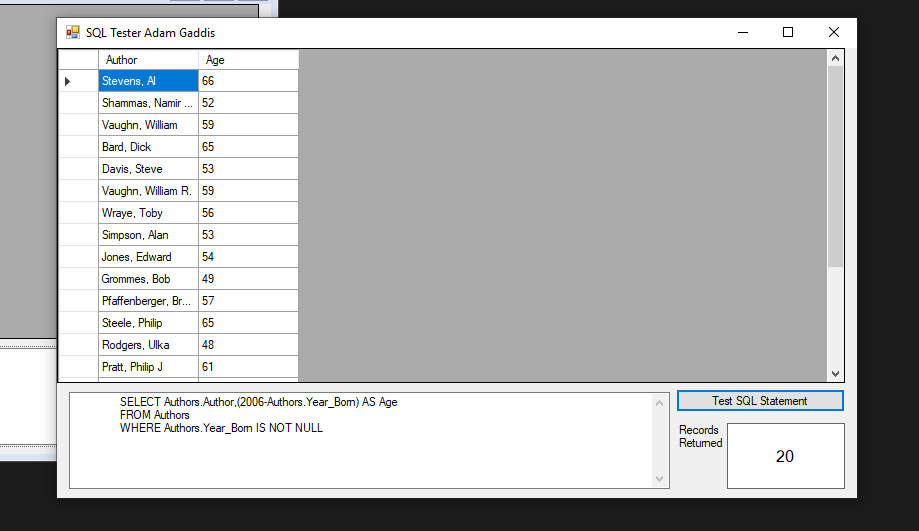 SQL Tester Adam Gaddis
Author Age
Stevens, Al 66
Shammas, Namir ... 52
Vaughn, William 59
Bard, Dick 65
Davis, Steve 53
Vaughn, William R. 59
Wraye, Toby 56
Simpson, Alan 53
Jones, Edward 54
Grommes, Bob 49
Pfaffenberger, Br... 57
Steele, Philip 65
Rodgers, Ulka 48
Pratt, Philip J 61
SELECT Authors.Author,(2006-Authors.Year_Born) AS Age
FROM Authors
WHERE Authors.Year_Born IS NOT NULL
Test SQL Statement
Records
Returned
20